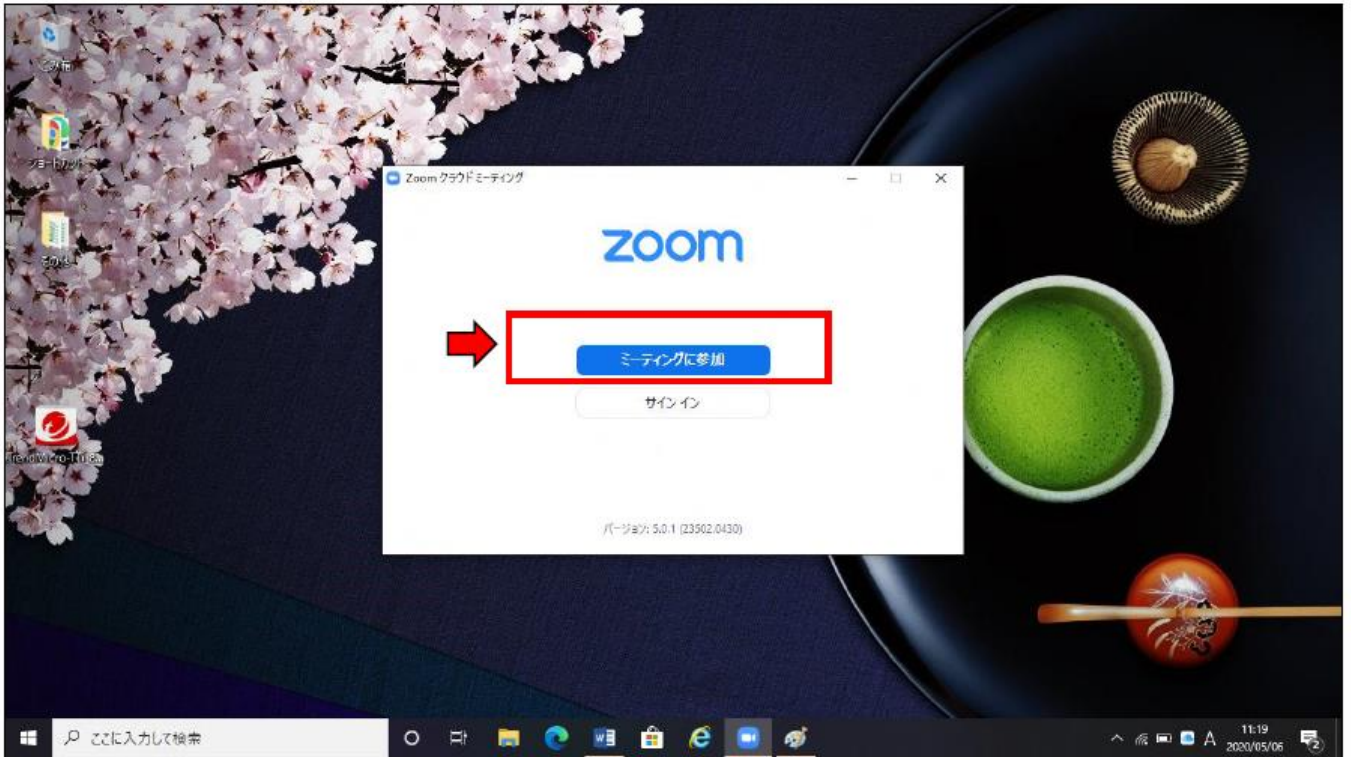 ごみ箱
ショートカット
その他
Zoom クラウド ミーティング
zoom
ミーティングに参加
サイン イン
バージョン: 5.0.1 (23502.0430)
ここに入力して検索
A
11:19
2020/05/06
2